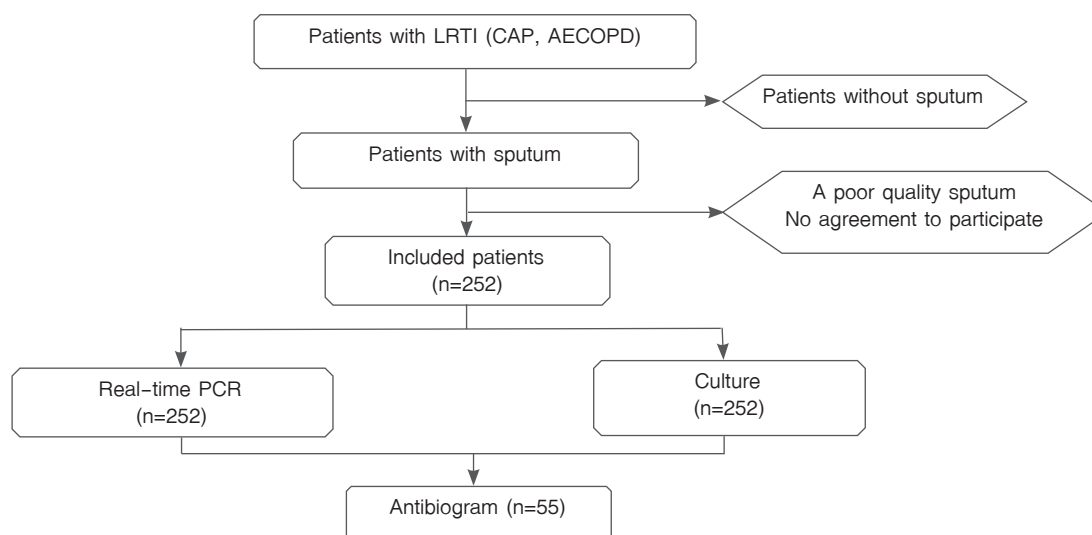 Patients with LRTI (CAP, AECOPD)
Patients without sputum
Patients with sputum
A poor quality sputum
No agreement to participate
Included patients
(n=252)
Real-time PCR
(n=252)
Culture
(n=252)
Antibiogram (n=55)